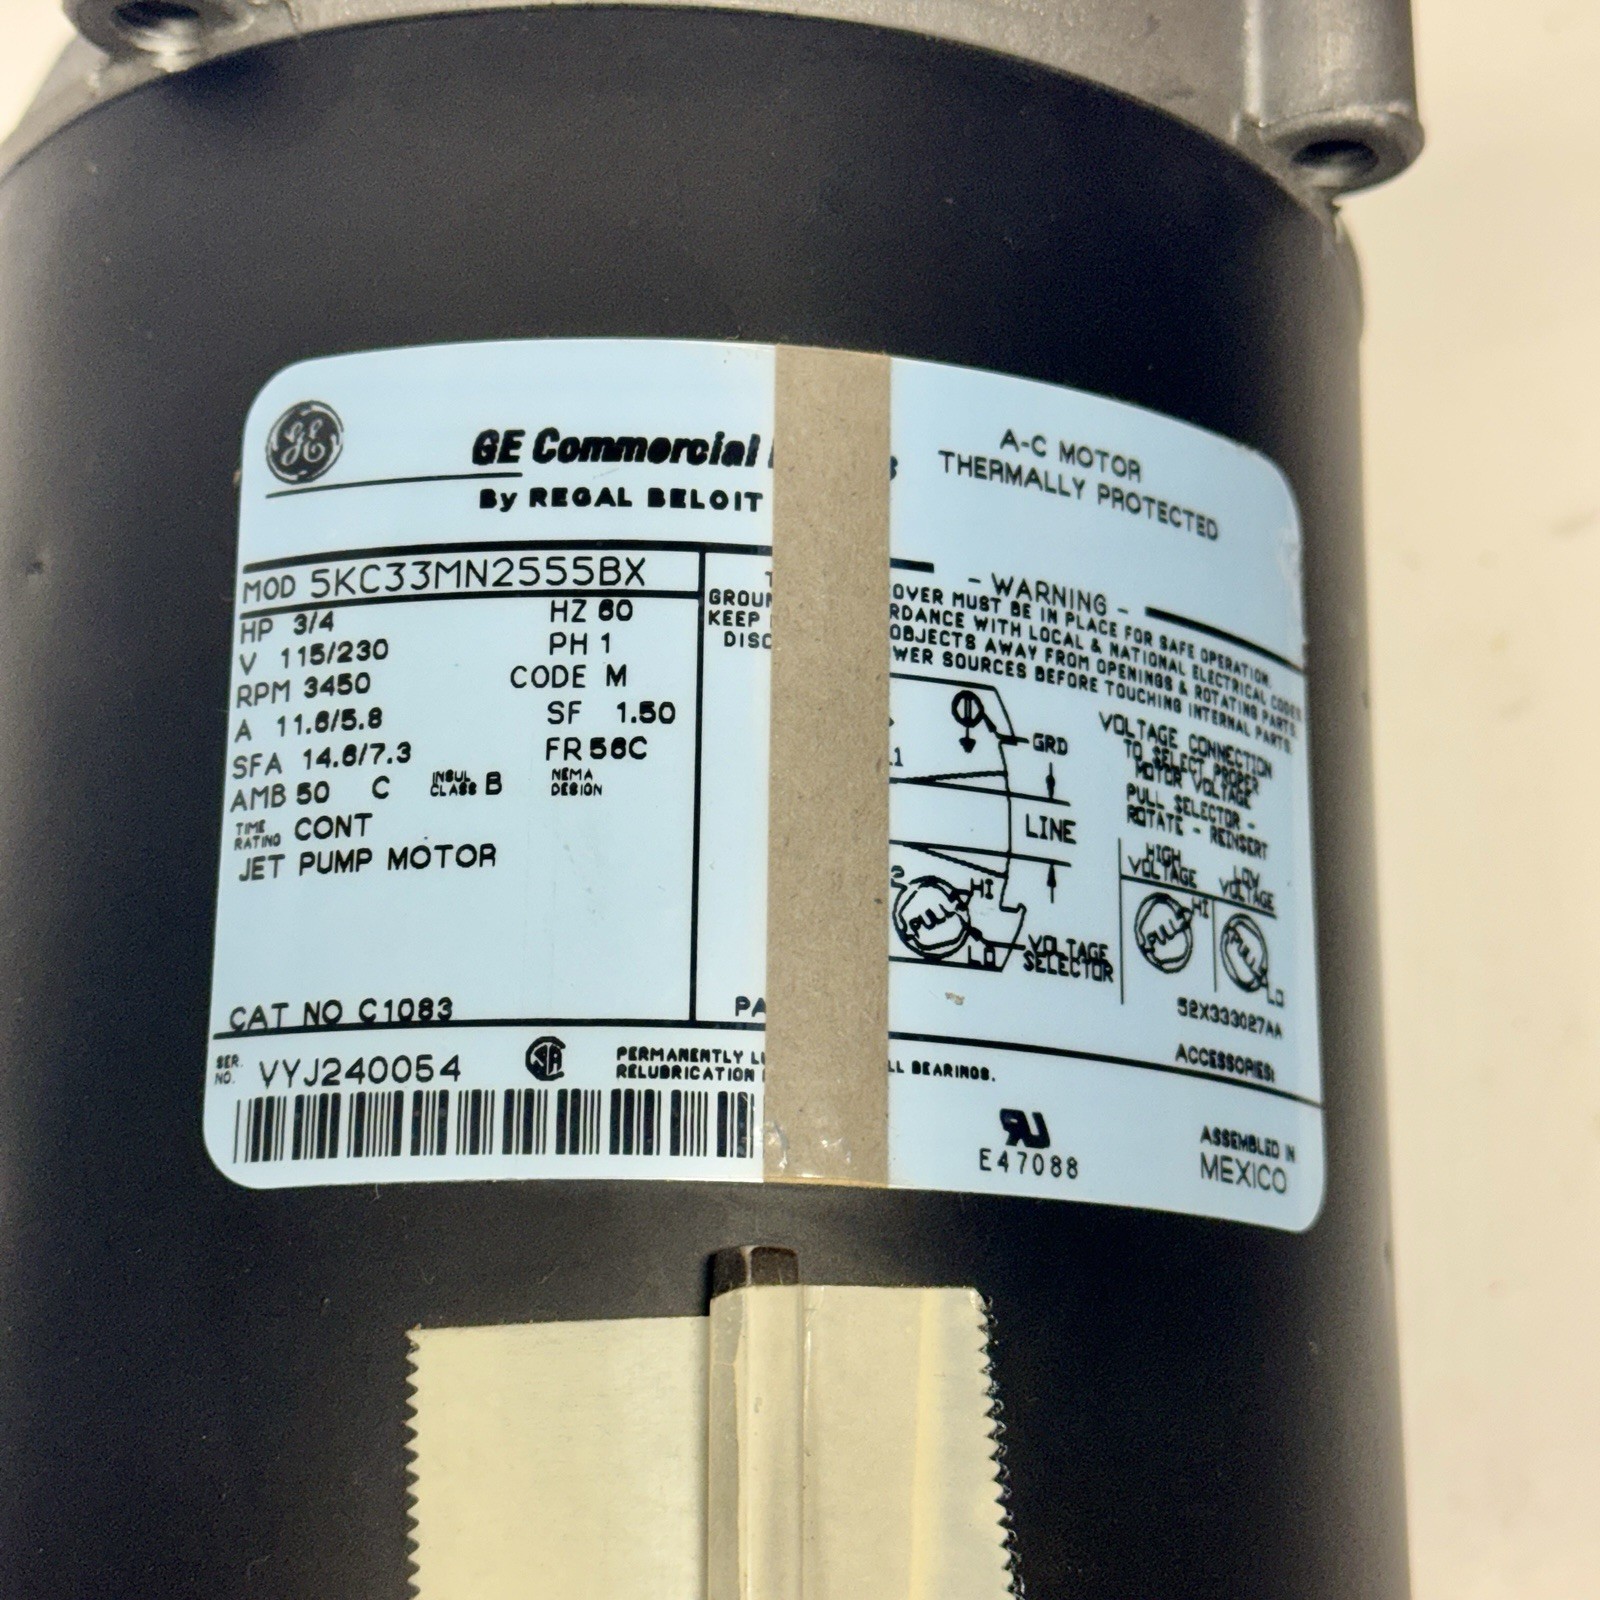 GE
GE Commercial
By REGAL BELOIT
A-C MOTOR
THERMALLY PROTECTED
MOD 5KC33MN2555BX
HP 3/4 HZ 60
V 115/230 PH 1
RPM 3450 CODE M
A 11.6/5.8 SF 1.50
SFA 14.6/7.3 FR 56C
AMB 50 C INSUL CLASS B NEMA DESIGN
TIME RATING CONT
JET PUMP MOTOR
CAT NO C1083
- WARNING -
COVER MUST BE IN PLACE FOR SAFE OPERATION.
GROUN RDANCE WITH LOCAL & NATIONAL ELECTRICAL CODES
KEEP OBJECTS AWAY FROM OPENINGS & ROTATING PARTS.
DISC WER SOURCES BEFORE TOUCHING INTERNAL PARTS.
GRD
LINE
HI
PULL
LO
VOLTAGE
SELECTOR
VOLTAGE CONNECTION
TO SELECT PROPER
MOTOR VOLTAGE
PULL SELECTOR -
ROTATE - REINSERT
HIGH VOLTAGE
LOW VOLTAGE
PULL HI
PULL LO
52X333027AA
PA
ACCESSORIES:
SER. NO. VYJ240054
SA
PERMANENTLY LL BEARINGS.
RELUBRICATION
RU
E47088
ASSEMBLED IN
MEXICO